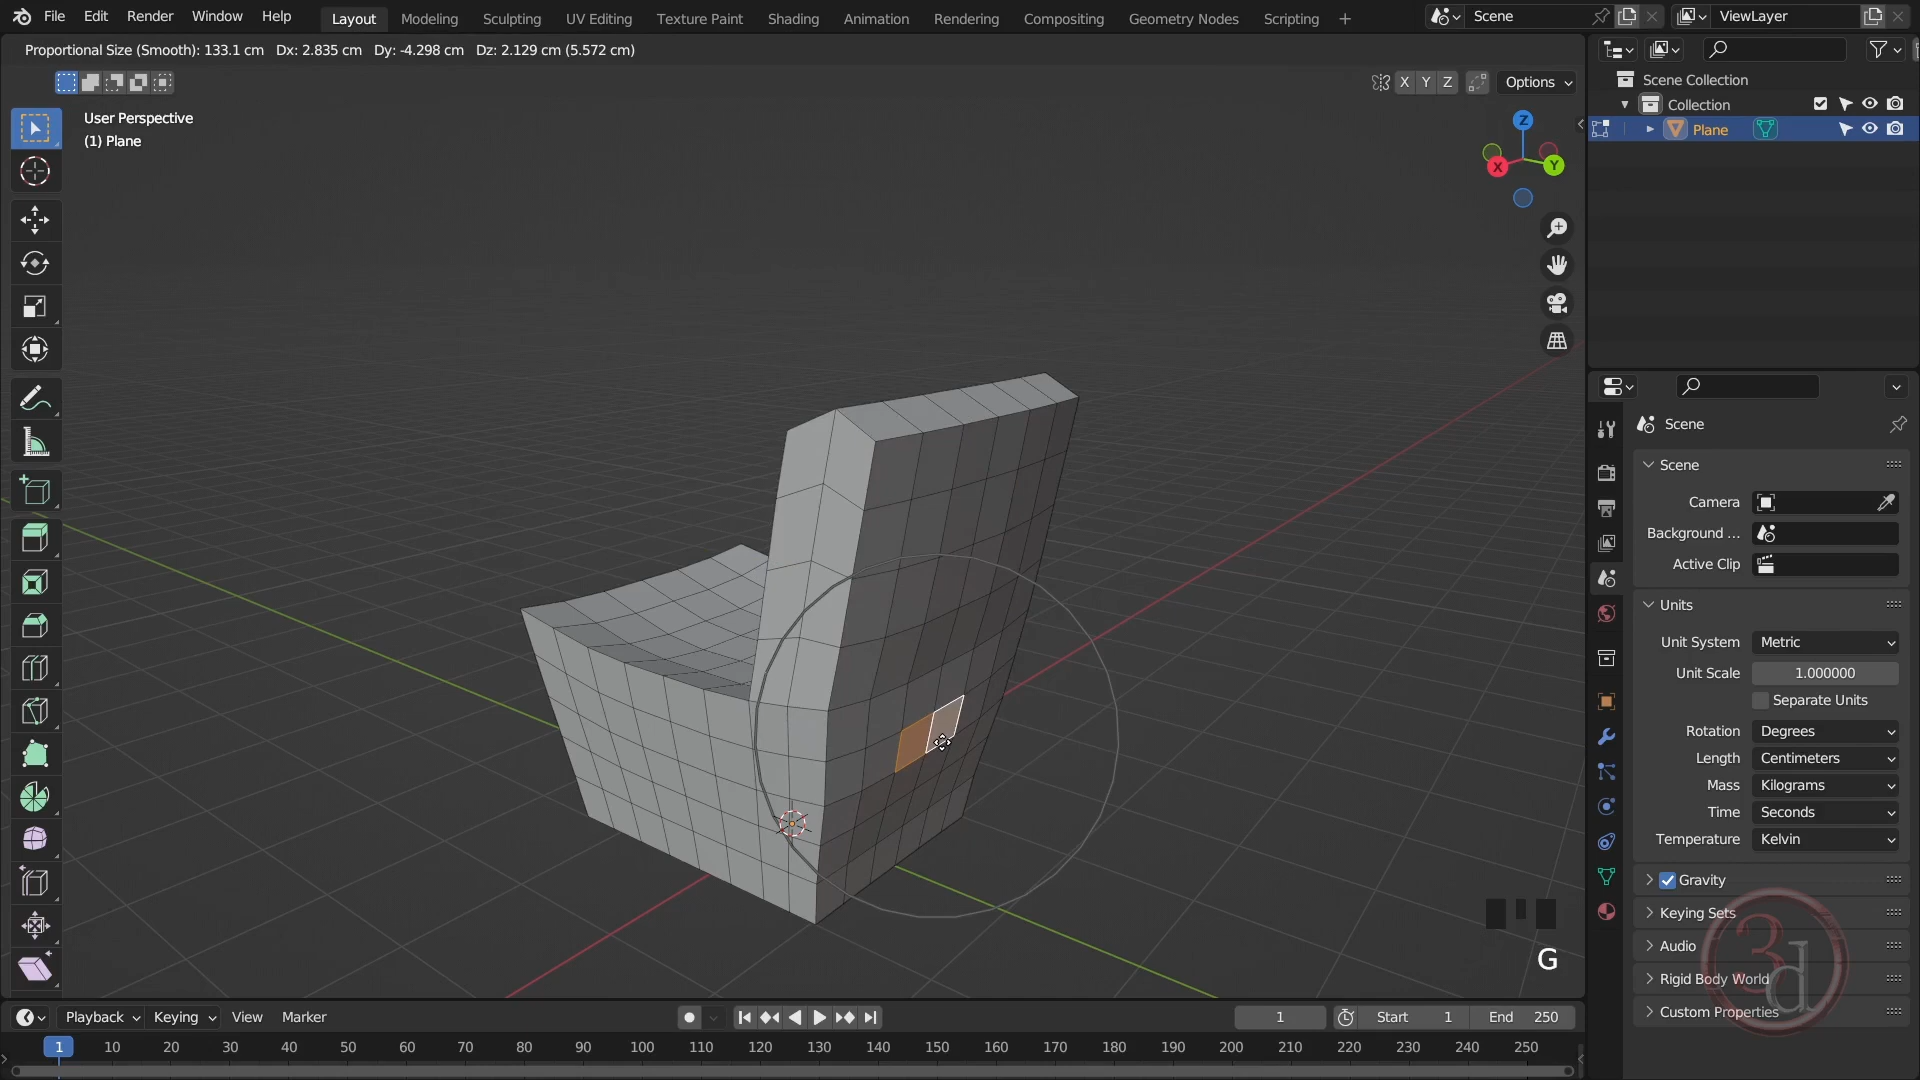 File Edit Render Window Help Layout Modeling Sculpting UV Editing Texture Paint Shading Animation Rendering Compositing Geometry Nodes Scripting + Scene ViewLayer
Proportional Size (Smooth): 133.1 cm Dx: 2.835 cm Dy: -4.298 cm Dz: 2.129 cm (5.572 cm)
X Y Z Options
User Perspective
(1) Plane
Z
X Y
Scene Collection
Collection
Plane
Scene
Scene
Camera
Background ...
Active Clip
Units
Unit System Metric
Unit Scale 1.000000
Separate Units
Rotation Degrees
Length Centimeters
Mass Kilograms
Time Seconds
Temperature Kelvin
Gravity
Keying Sets
Audio
Rigid Body World
Custom Properties
3d
G
Playback Keying View Marker 1 Start 1 End 250
1 10 20 30 40 50 60 70 80 90 100 110 120 130 140 150 160 170 180 190 200 210 220 230 240 250